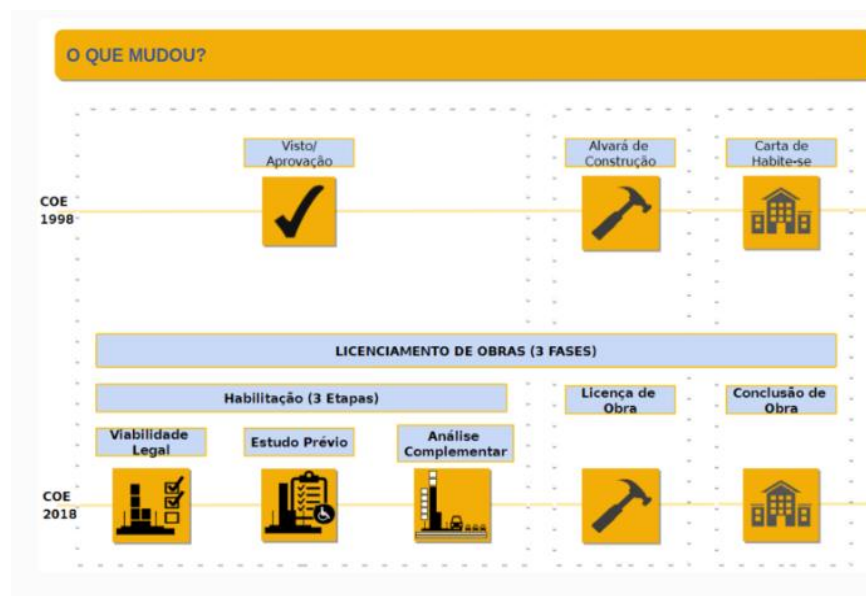 O QUE MUDOU?
Visto/
Aprovação
Alvará de
Construção
Carta de
Habite-se
COE
1998
LICENCIAMENTO DE OBRAS (3 FASES)
Habilitação (3 Etapas)
Licença de
Obra
Conclusão de
Obra
Viabilidade
Legal
Estudo Prévio
Análise
Complementar
COE
2018